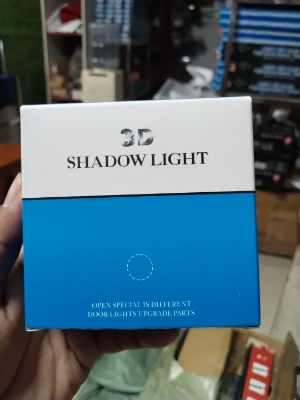 3D
SHADOW LIGHT
OPEN SPECIAL IS DIFFERENT
DOOR LIGHTS UPGRADE PARTS